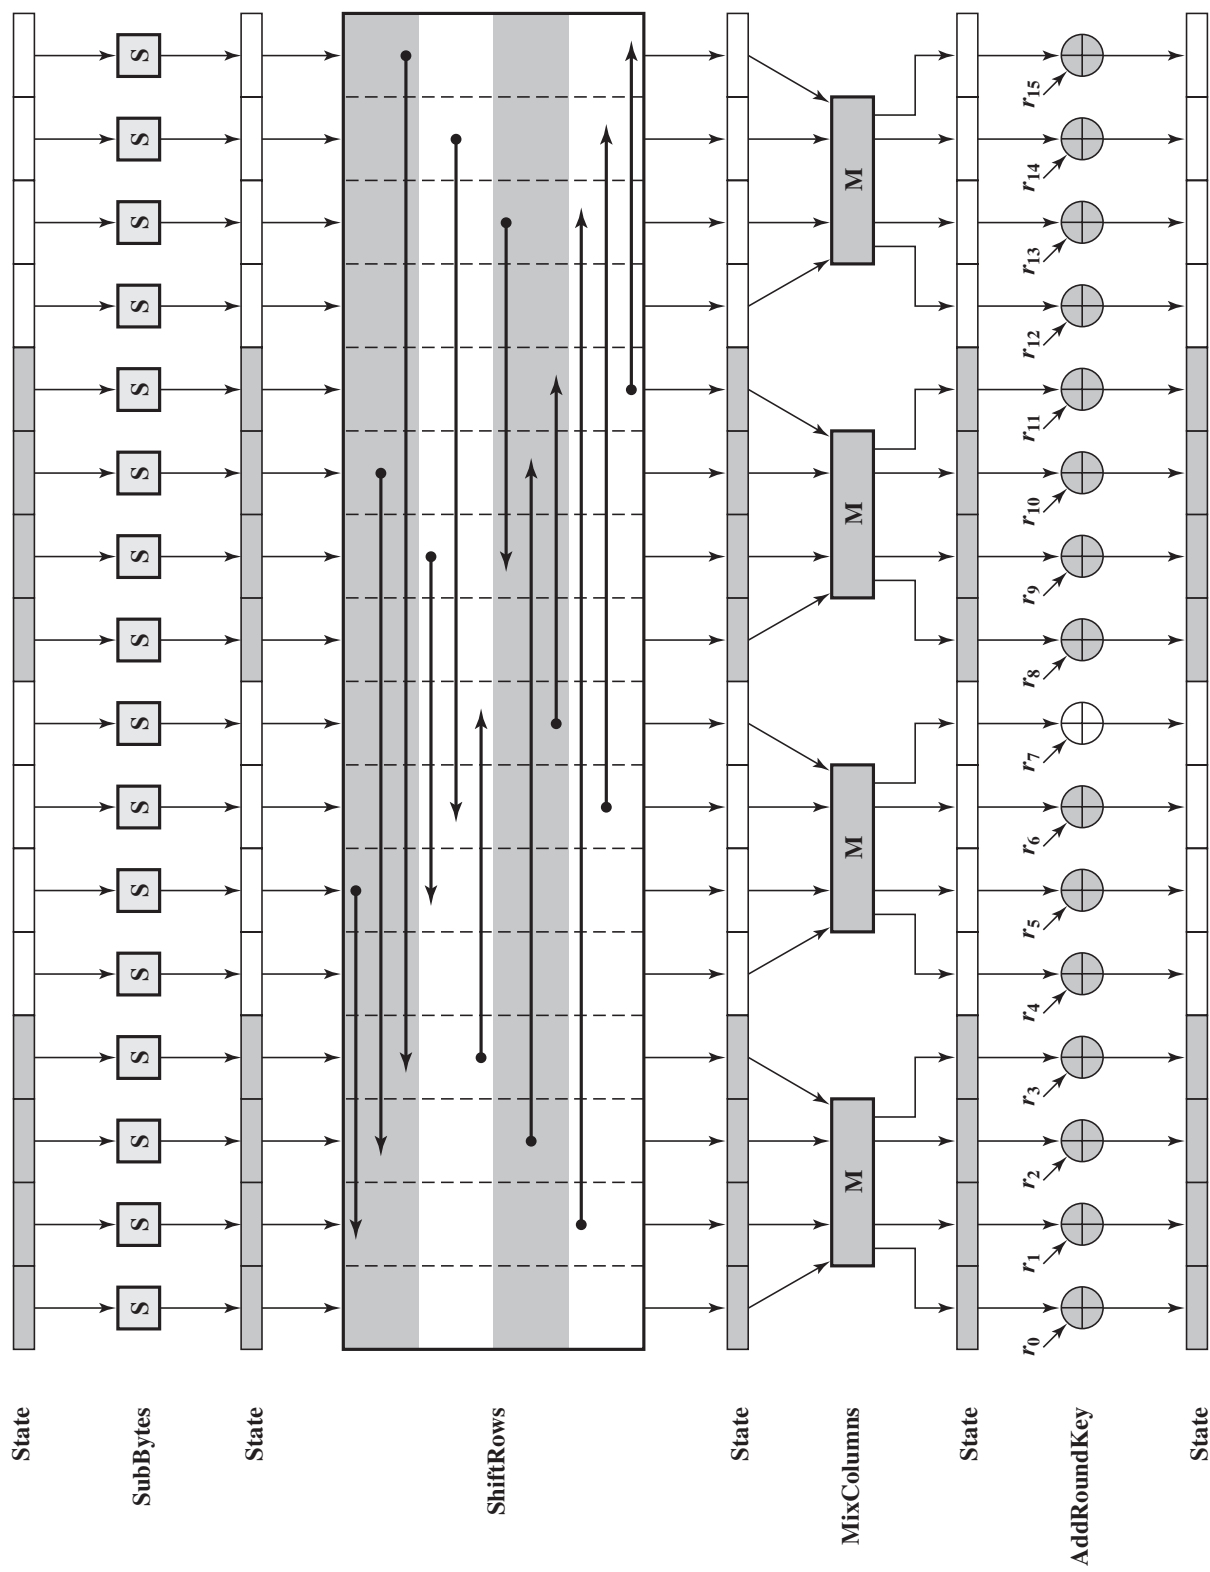 State
SubBytes
S S S S S S S S S S S S S S S S
State
ShiftRows
State
MixColumns
M M M M
State
AddRoundKey
r0 r1 r2 r3 r4 r5 r6 r7 r8 r9 r10 r11 r12 r13 r14 r15
State